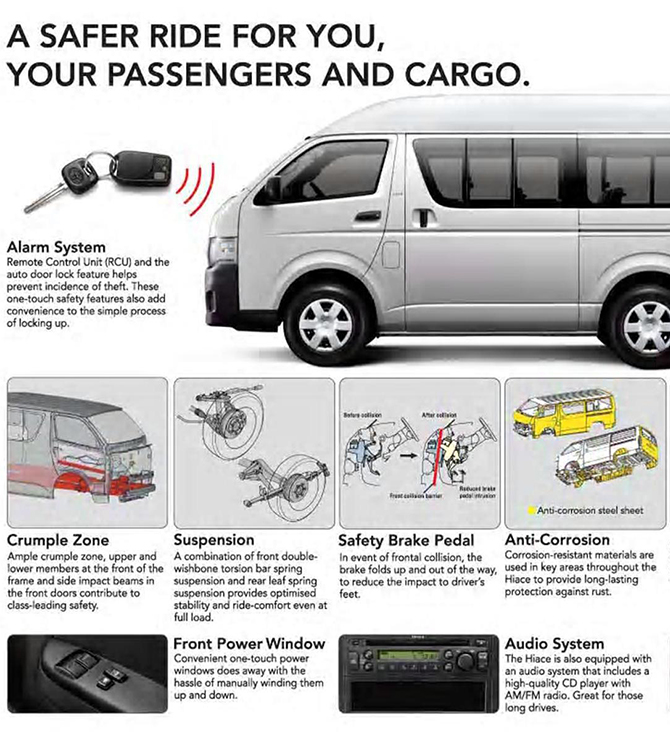 A SAFER RIDE FOR YOU,
YOUR PASSENGERS AND CARGO.
Alarm System
Remote Control Unit (RCU) and the
auto door lock feature helps
prevent incidence of theft. These
one-touch safety features also add
convenience to the simple process
of locking up.
Before collision
After collision
Front collision barrier
Reduced brake
pedal intrusion
Anti-corrosion steel sheet
Crumple Zone
Ample crumple zone, upper and
lower members at the front of the
frame and side impact beams in
the front doors contribute to
class-leading safety.
Suspension
A combination of front double-
wishbone torsion bar spring
suspension and rear leaf spring
suspension provides optimised
stability and ride-comfort even at
full load.
Safety Brake Pedal
In event of frontal collision, the
brake folds up and out of the way,
to reduce the impact to driver's
feet.
Anti-Corrosion
Corrosion-resistant materials are
used in key areas throughout the
Hiace to provide long-lasting
protection against rust.
Front Power Window
Convenient one-touch power
windows does away with the
hassle of manually winding them
up and down.
Audio System
The Hiace is also equipped with
an audio system that includes a
high-quality CD player with
AM/FM radio. Great for those
long drives.